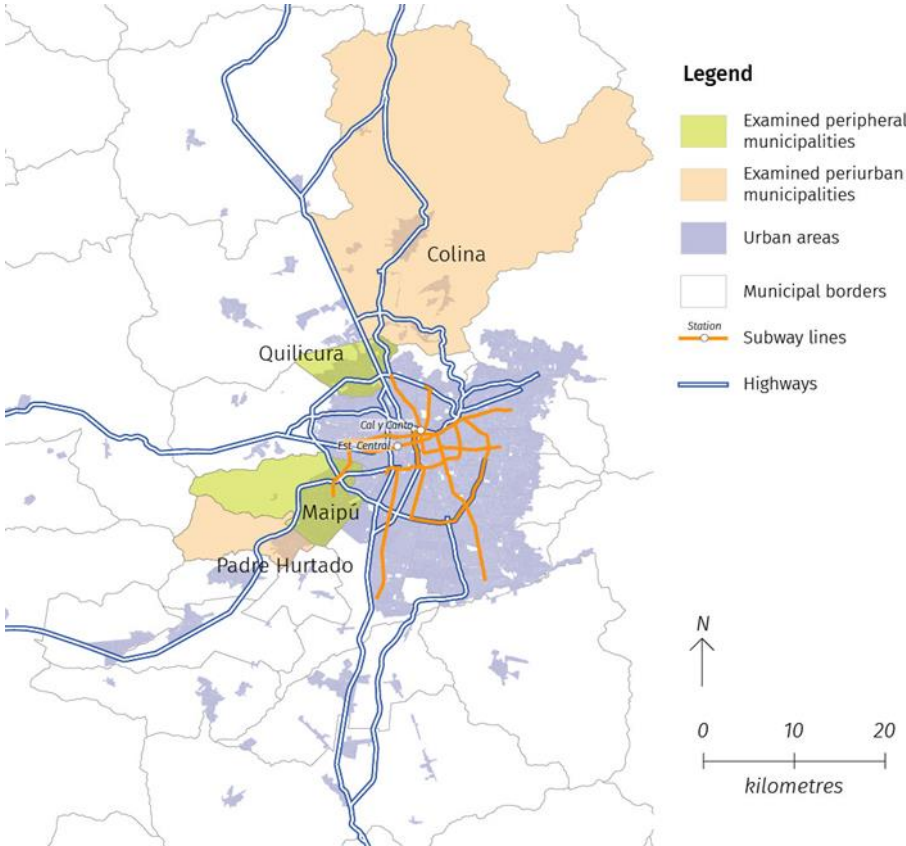 Legend
Examined peripheral
municipalities
Examined periurban
municipalities
Urban areas
Municipal borders
Station
Subway lines
Highways
Colina
Quilicura
Cal y Canto
Est. Central
Maipú
Padre Hurtado
N
0 10 20
kilometres